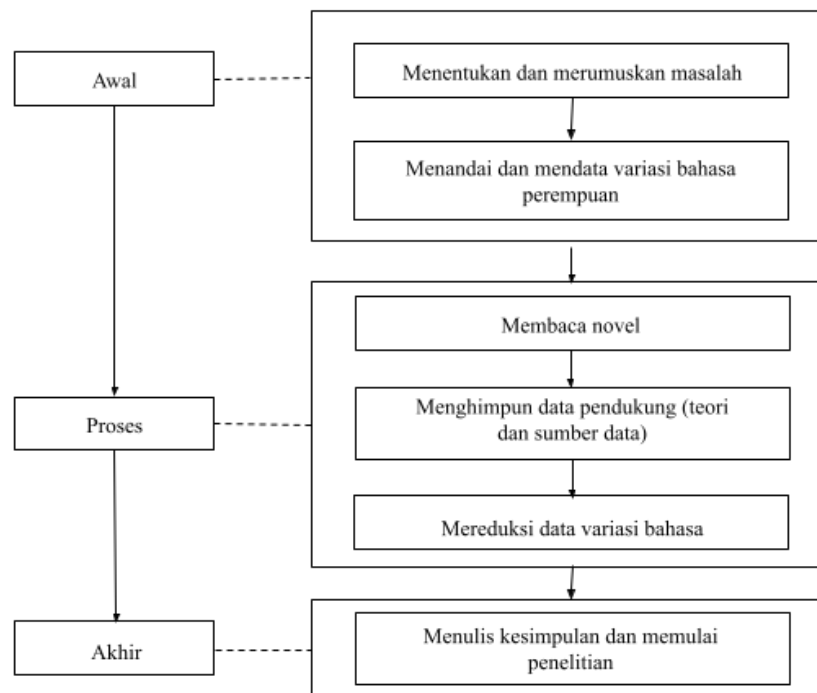 Awal
Menentukan dan merumuskan masalah
Menandai dan mendata variasi bahasa
perempuan
Membaca novel
Menghimpun data pendukung (teori
dan sumber data)
Proses
Mereduksi data variasi bahasa
Menulis kesimpulan dan memulai
penelitian
Akhir